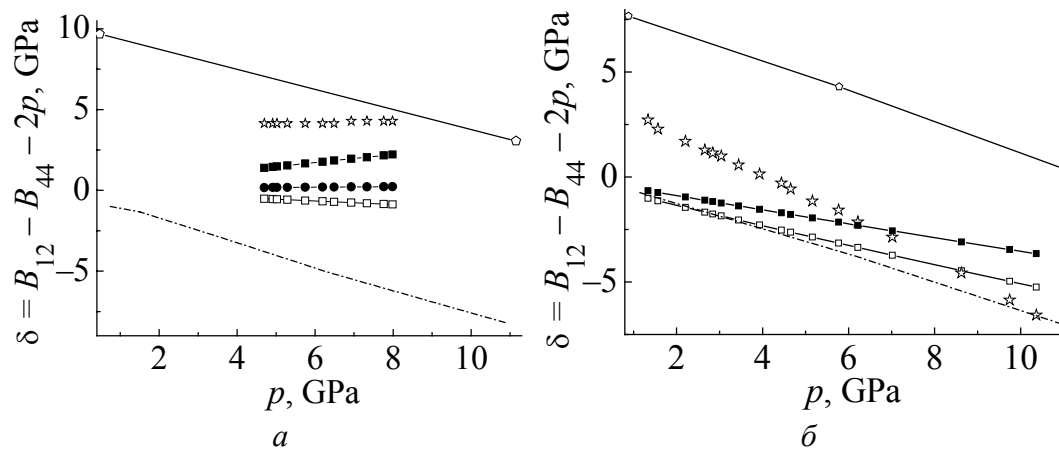 δ = B₁₂ – B₄₄ – 2p, GPa
10
5
0
–5
2 4 6 8 10
p, GPa
а
δ = B₁₂ – B₄₄ – 2p, GPa
5
0
–5
2 4 6 8 10
p, GPa
б